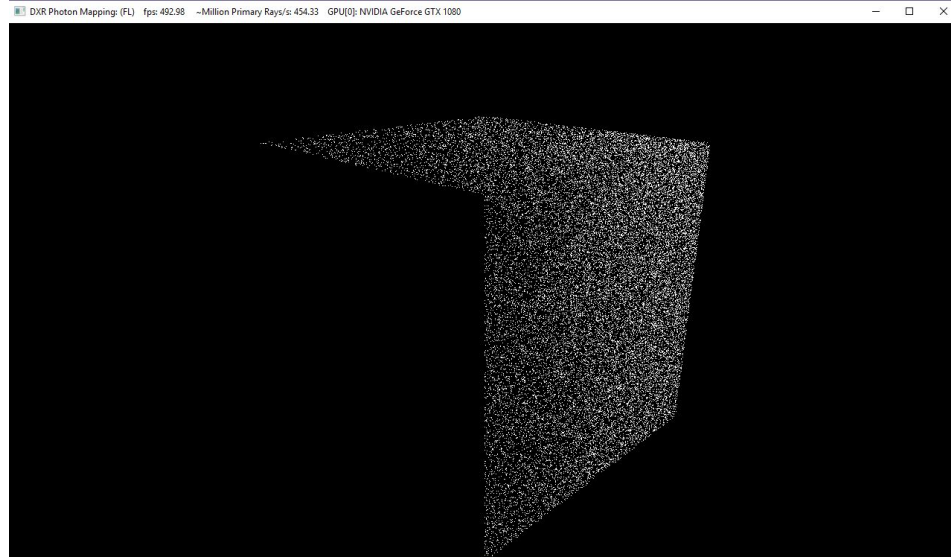 DXR Photon Mapping: (FL) fps: 492.98 ~Million Primary Rays/s: 454.33 GPU[0]: NVIDIA GeForce GTX 1080